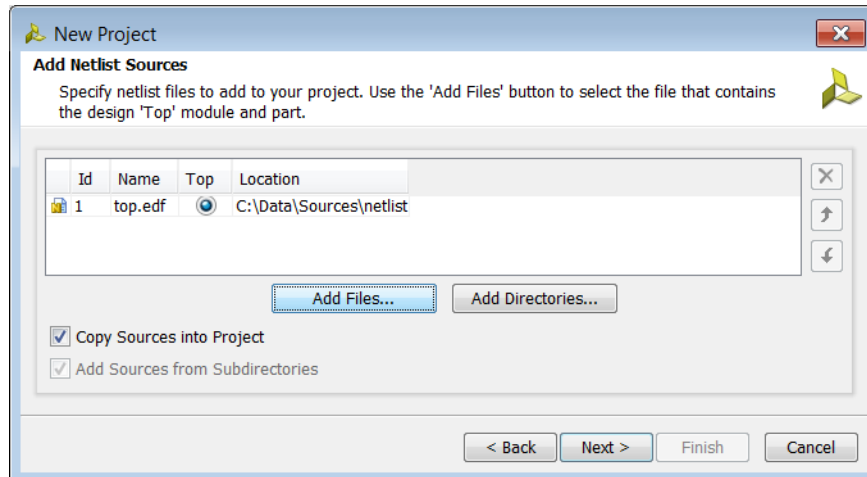 New Project
Add Netlist Sources
Specify netlist files to add to your project. Use the 'Add Files' button to select the file that contains
the design 'Top' module and part.
Id Name Top Location
1 top.edf C:\Data\Sources\netlist
Add Files... Add Directories...
Copy Sources into Project
Add Sources from Subdirectories
< Back Next > Finish Cancel